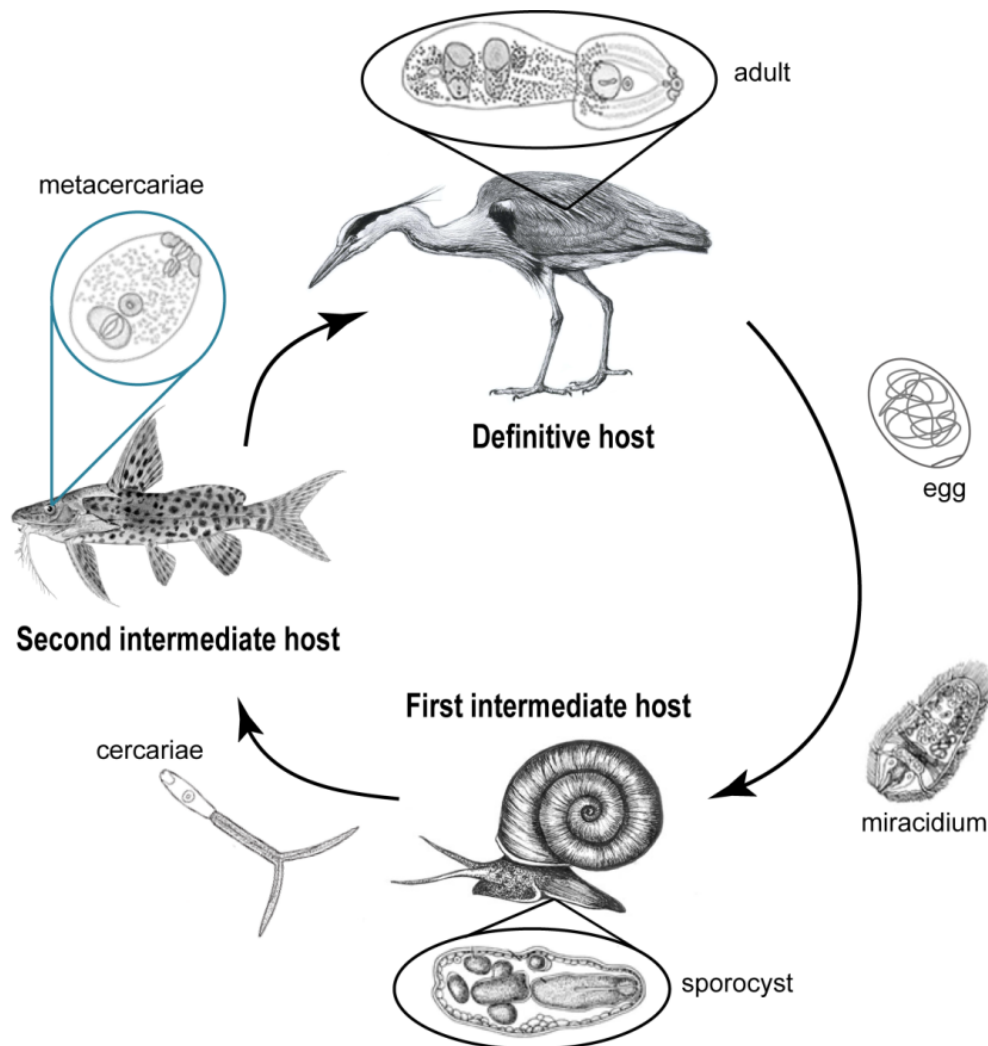 adult
metacercariae
Definitive host
egg
Second intermediate host
First intermediate host
cercariae
miracidium
sporocyst